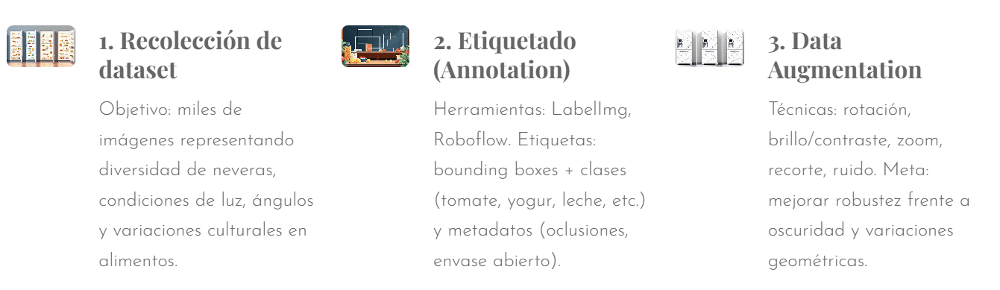 1. Recolección de
dataset
Objetivo: miles de
imágenes representando
diversidad de neveras,
condiciones de luz, ángulos
y variaciones culturales en
alimentos.
2. Etiquetado
(Annotation)
Herramientas: LabelImg,
Roboflow. Etiquetas:
bounding boxes + clases
(tomate, yogur, leche, etc.)
y metadatos (oclusiones,
envase abierto).
3. Data
Augmentation
Técnicas: rotación,
brillo/contraste, zoom,
recorte, ruido. Meta:
mejorar robustez frente a
oscuridad y variaciones
geométricas.